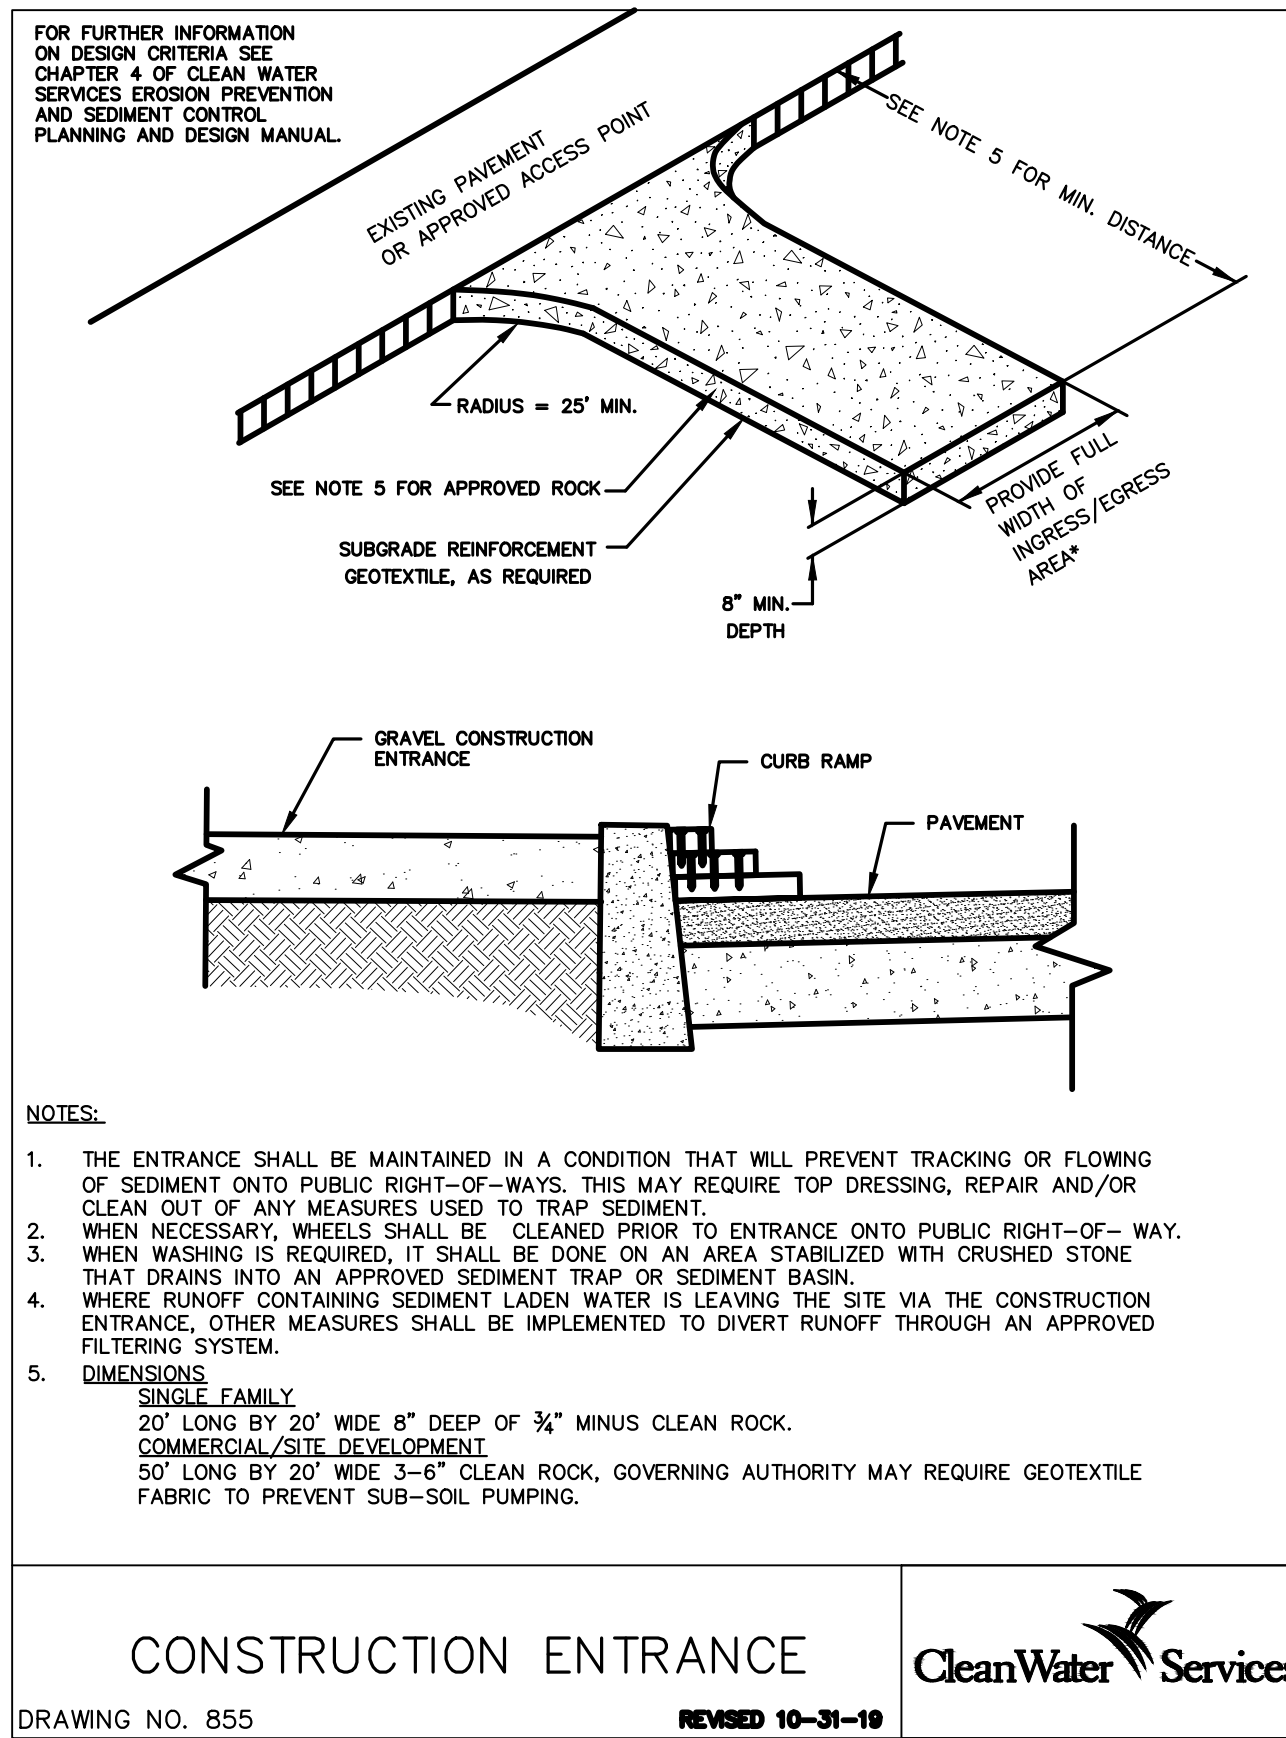 FOR FURTHER INFORMATION
ON DESIGN CRITERIA SEE
CHAPTER 4 OF CLEAN WATER
SERVICES EROSION PREVENTION
AND SEDIMENT CONTROL
PLANNING AND DESIGN MANUAL.
EXISTING PAVEMENT
OR APPROVED ACCESS POINT
SEE NOTE 5 FOR MIN. DISTANCE
RADIUS = 25' MIN.
SEE NOTE 5 FOR APPROVED ROCK
SUBGRADE REINFORCEMENT
GEOTEXTILE, AS REQUIRED
PROVIDE FULL
WIDTH OF
INGRESS/EGRESS
AREA*
8" MIN.
DEPTH
GRAVEL CONSTRUCTION
ENTRANCE
CURB RAMP
PAVEMENT
NOTES:
1. THE ENTRANCE SHALL BE MAINTAINED IN A CONDITION THAT WILL PREVENT TRACKING OR FLOWING
OF SEDIMENT ONTO PUBLIC RIGHT-OF-WAYS. THIS MAY REQUIRE TOP DRESSING, REPAIR AND/OR
CLEAN OUT OF ANY MEASURES USED TO TRAP SEDIMENT.
2. WHEN NECESSARY, WHEELS SHALL BE CLEANED PRIOR TO ENTRANCE ONTO PUBLIC RIGHT-OF- WAY.
3. WHEN WASHING IS REQUIRED, IT SHALL BE DONE ON AN AREA STABILIZED WITH CRUSHED STONE
THAT DRAINS INTO AN APPROVED SEDIMENT TRAP OR SEDIMENT BASIN.
4. WHERE RUNOFF CONTAINING SEDIMENT LADEN WATER IS LEAVING THE SITE VIA THE CONSTRUCTION
ENTRANCE, OTHER MEASURES SHALL BE IMPLEMENTED TO DIVERT RUNOFF THROUGH AN APPROVED
FILTERING SYSTEM.
5. DIMENSIONS
SINGLE FAMILY
20' LONG BY 20' WIDE 8" DEEP OF ¾" MINUS CLEAN ROCK.
COMMERCIAL/SITE DEVELOPMENT
50' LONG BY 20' WIDE 3-6" CLEAN ROCK, GOVERNING AUTHORITY MAY REQUIRE GEOTEXTILE
FABRIC TO PREVENT SUB-SOIL PUMPING.
CONSTRUCTION ENTRANCE
DRAWING NO. 855
REVISED 10-31-19
CleanWater Services